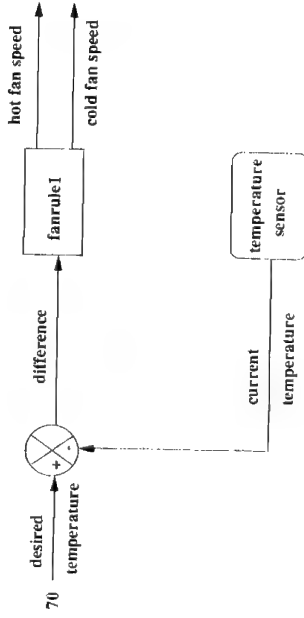 70
desired
temperature
+
-
difference
fanrule1
hot fan speed
cold fan speed
current
temperature
temperature
sensor